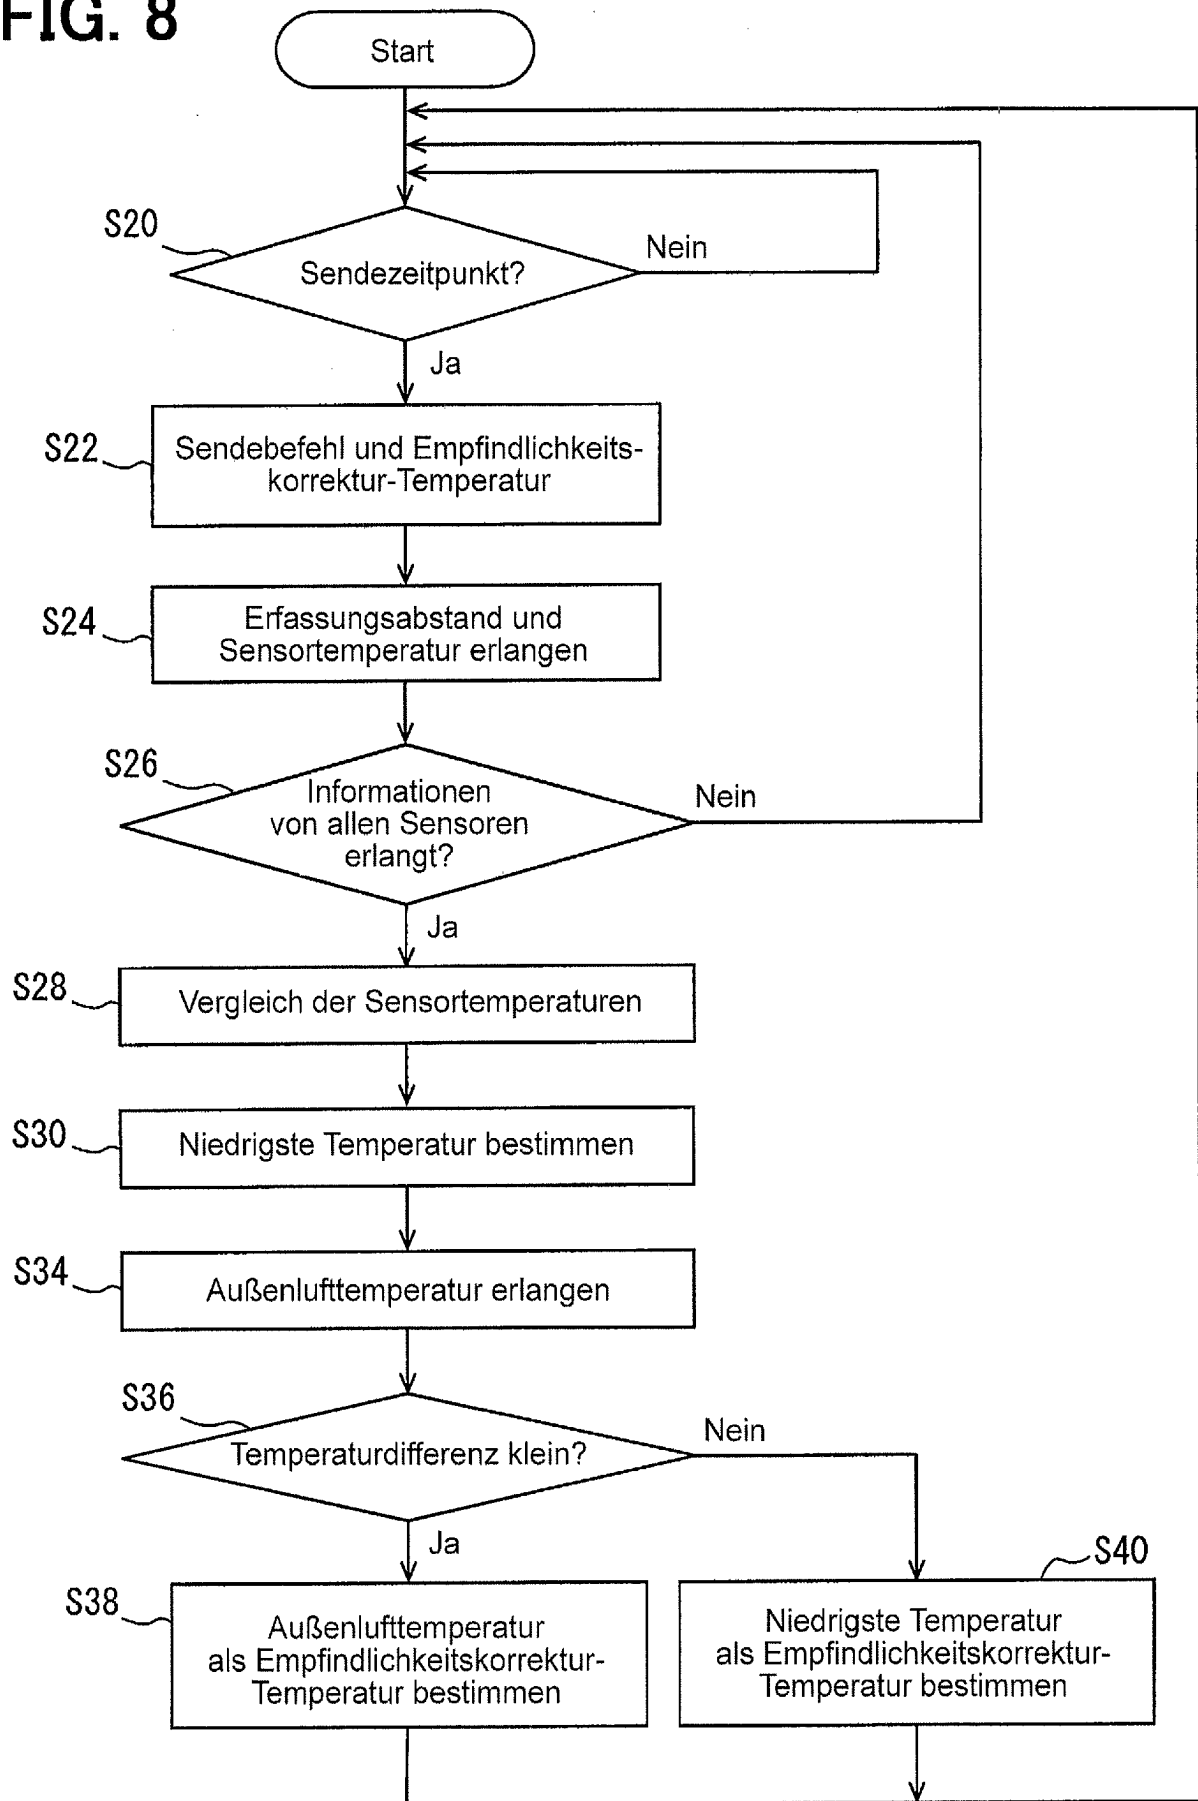 FIG. 8
Start
S20
Sendezeitpunkt?
Nein
Ja
S22
Sendebefehl und Empfindlichkeits-
korrektur-Temperatur
S24
Erfassungsabstand und
Sensortemperatur erlangen
S26
Informationen
von allen Sensoren
erlangt?
Nein
Ja
S28
Vergleich der Sensortemperaturen
S30
Niedrigste Temperatur bestimmen
S34
Außenlufttemperatur erlangen
S36
Temperaturdifferenz klein?
Nein
Ja
S38
Außenlufttemperatur
als Empfindlichkeitskorrektur-
Temperatur bestimmen
S40
Niedrigste Temperatur
als Empfindlichkeitskorrektur-
Temperatur bestimmen